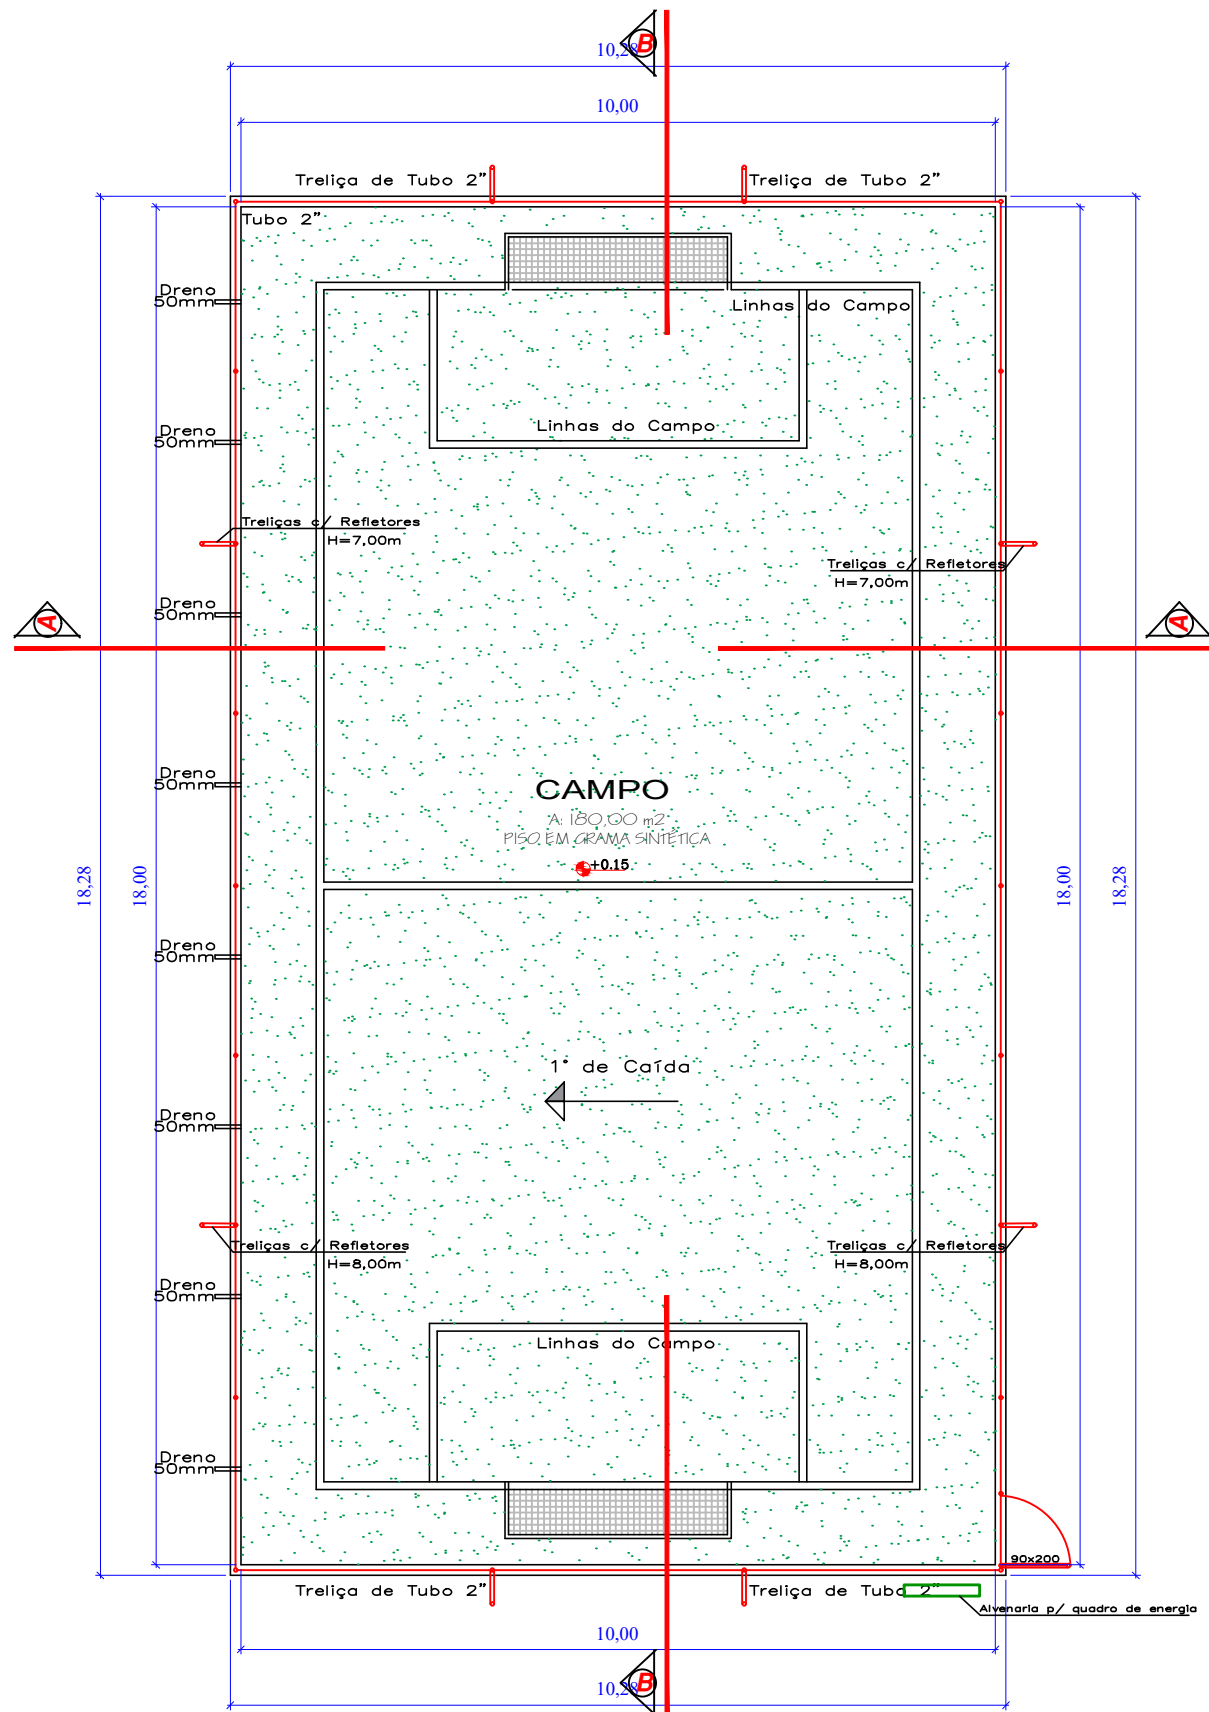 B
10,28
10,00
Treliça de Tubo 2" Treliça de Tubo 2"
Tubo 2"
Dreno
50mm
Linhas do Campo
Linhas do Campo
Dreno
50mm
Treliças c/ Refletores
H=7,00m
Treliças c/ Refletores
H=7,00m
Dreno
50mm
A
A
Dreno
50mm
CAMPO
A: 180,00 m2
PISO EM GRAMA SINTÉTICA
+0.15
18,28
18,00
18,00
18,28
Dreno
50mm
1° de Caída
Dreno
50mm
Treliças c/ Refletores
H=8,00m
Treliças c/ Refletores
H=8,00m
Dreno
50mm
Linhas do Campo
Dreno
50mm
90x200
Treliça de Tubo 2" Treliça de Tubo 2"
Alvenaria p/ quadro de energia
10,00
B
10,28